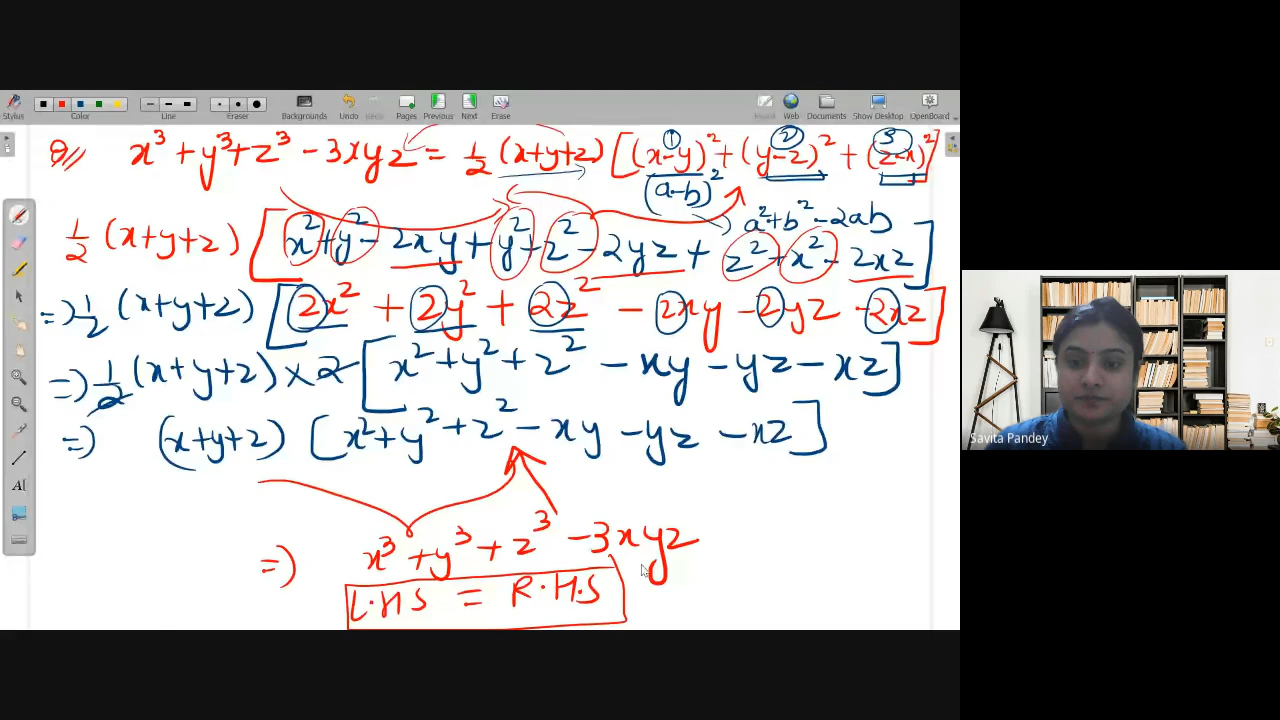 Stylus
Backgrounds
Undo
Pages
Previous
Next
Erase
Web
Documents
Show Desktop
OpenBoard
Eraser
Q// x³ + y³ + z³ - 3xyz = 1/2 (x+y+z) [(x-y)² + (y-z)² + (z-x)²]
1 2 3
(a-b)²
a² + b² - 2ab
1/2 (x+y+z) [x² + y² - 2xy + y² + z² - 2yz + z² + x² - 2xz]
=> 1/2 (x+y+z) [2x² + 2y² + 2z² - 2xy - 2yz - 2xz]
=> 1/2 (x+y+z) × 2 [x² + y² + z² - xy - yz - xz]
=> (x+y+z) [x² + y² + z² - xy - yz - xz]
=> x³ + y³ + z³ - 3xyz
L.H.S = R.H.S
Savita Pandey